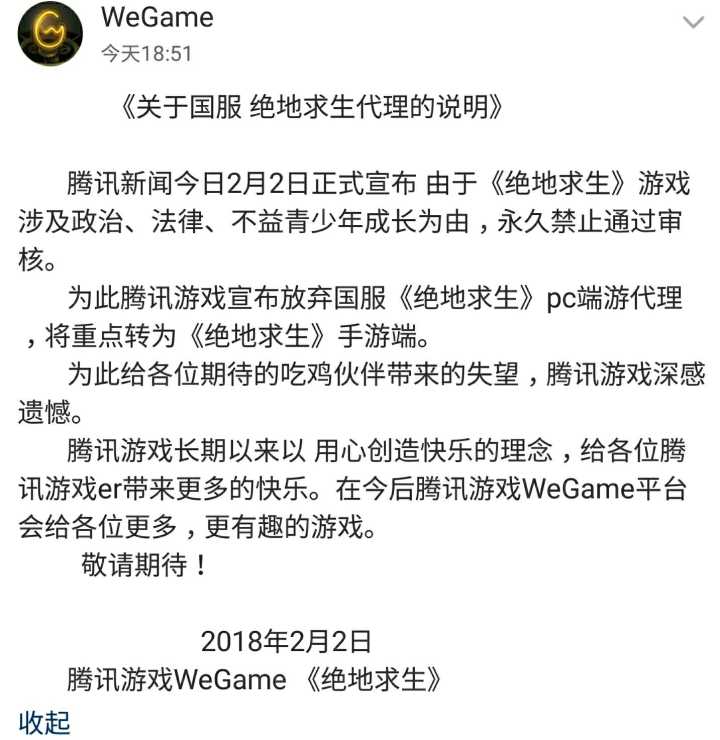 WeGame
今天18:51
《关于国服 绝地求生代理的说明》
腾讯新闻今日2月2日正式宣布 由于《绝地求生》游戏
涉及政治、法律、不益青少年成长为由，永久禁止通过审
核。
为此腾讯游戏宣布放弃国服《绝地求生》pc端游代理
，将重点转为《绝地求生》手游端。
为此给各位期待的吃鸡伙伴带来的失望，腾讯游戏深感
遗憾。
腾讯游戏长期以来以 用心创造快乐的理念，给各位腾
讯游戏er带来更多的快乐。在今后腾讯游戏WeGame平台
会给各位更多，更有趣的游戏。
敬请期待！
2018年2月2日
腾讯游戏WeGame 《绝地求生》
收起